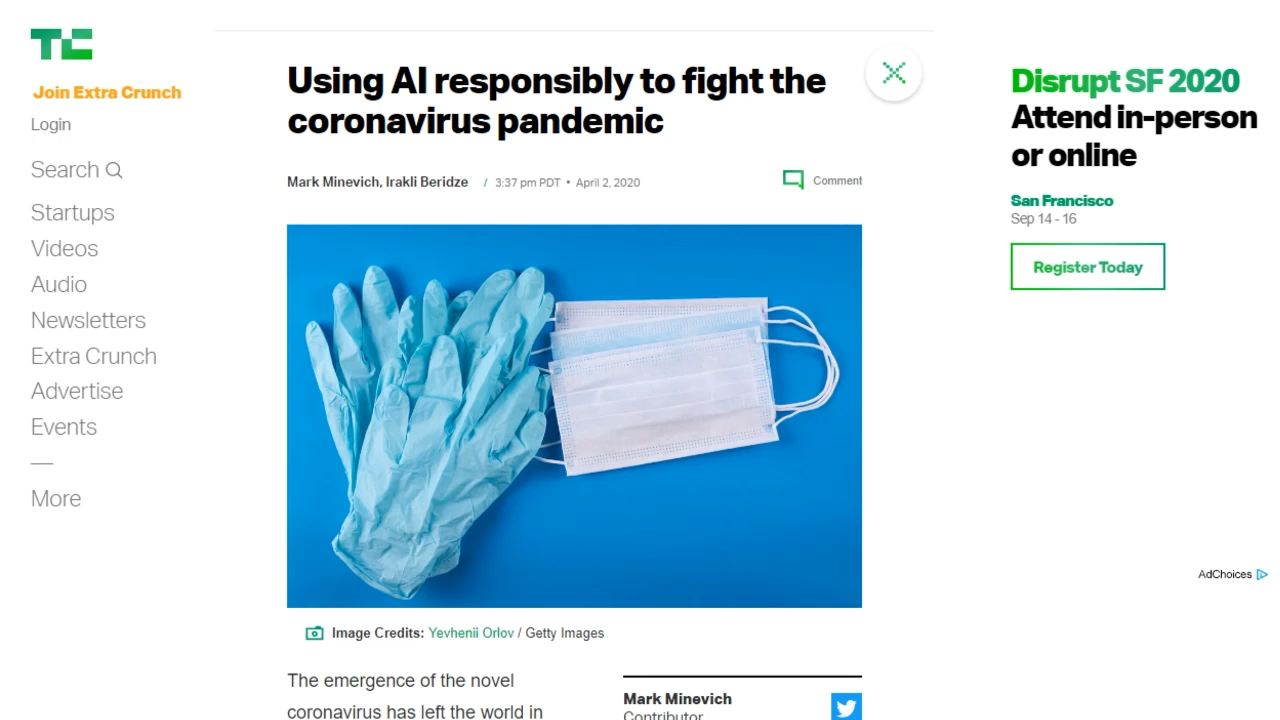 TC
Join Extra Crunch
Login
Search
Startups
Videos
Audio
Newsletters
Extra Crunch
Advertise
Events
—
More
Using AI responsibly to fight the
coronavirus pandemic
Mark Minevich, Irakli Beridze / 3:37 pm PDT • April 2, 2020
Comment
Image Credits: Yevhenii Orlov / Getty Images
The emergence of the novel
coronavirus has left the world in
Mark Minevich
Contributor
Disrupt SF 2020
Attend in-person
or online
San Francisco
Sep 14 - 16
Register Today
AdChoices